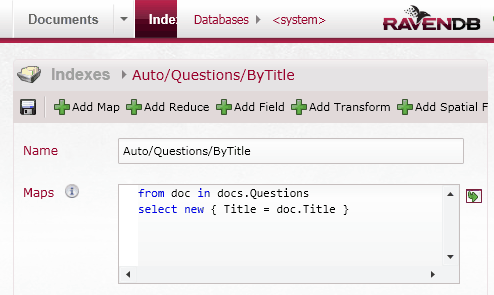 Documents Inde Databases <system> RAVENDB
Indexes Auto/Questions/ByTitle
Add Map Add Reduce Add Field Add Transform Add Spatial F
Name Auto/Questions/ByTitle
Maps from doc in docs.Questions
select new { Title = doc.Title }